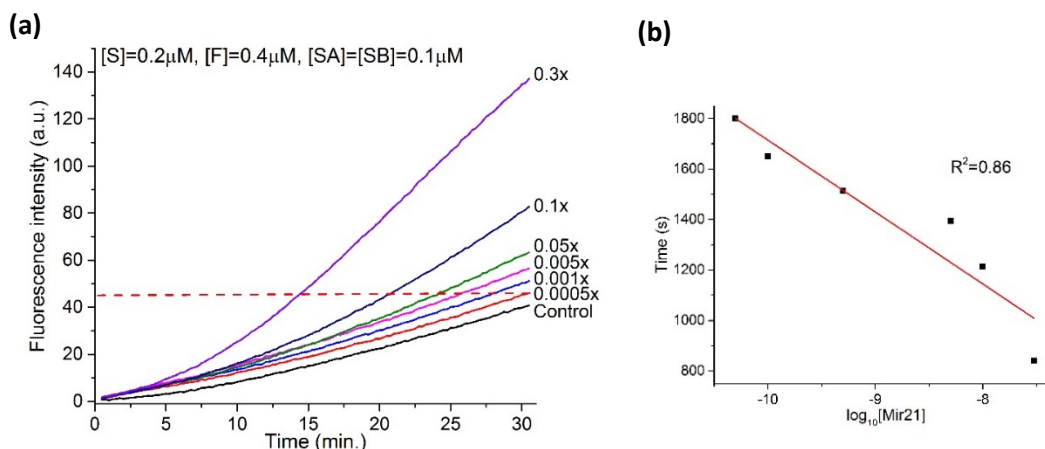 (a)
[S]=0.2μM, [F]=0.4μM, [SA]=[SB]=0.1μM
Fluorescence intensity (a.u.)
140
120
100
80
60
40
20
0
0.3x
0.1x
0.05x
0.005x
0.001x
0.0005x
Control
0 5 10 15 20 25 30
Time (min.)
(b)
Time (s)
1800
1600
1400
1200
1000
800
R²=0.86
-10 -9 -8
log₁₀[Mir21]